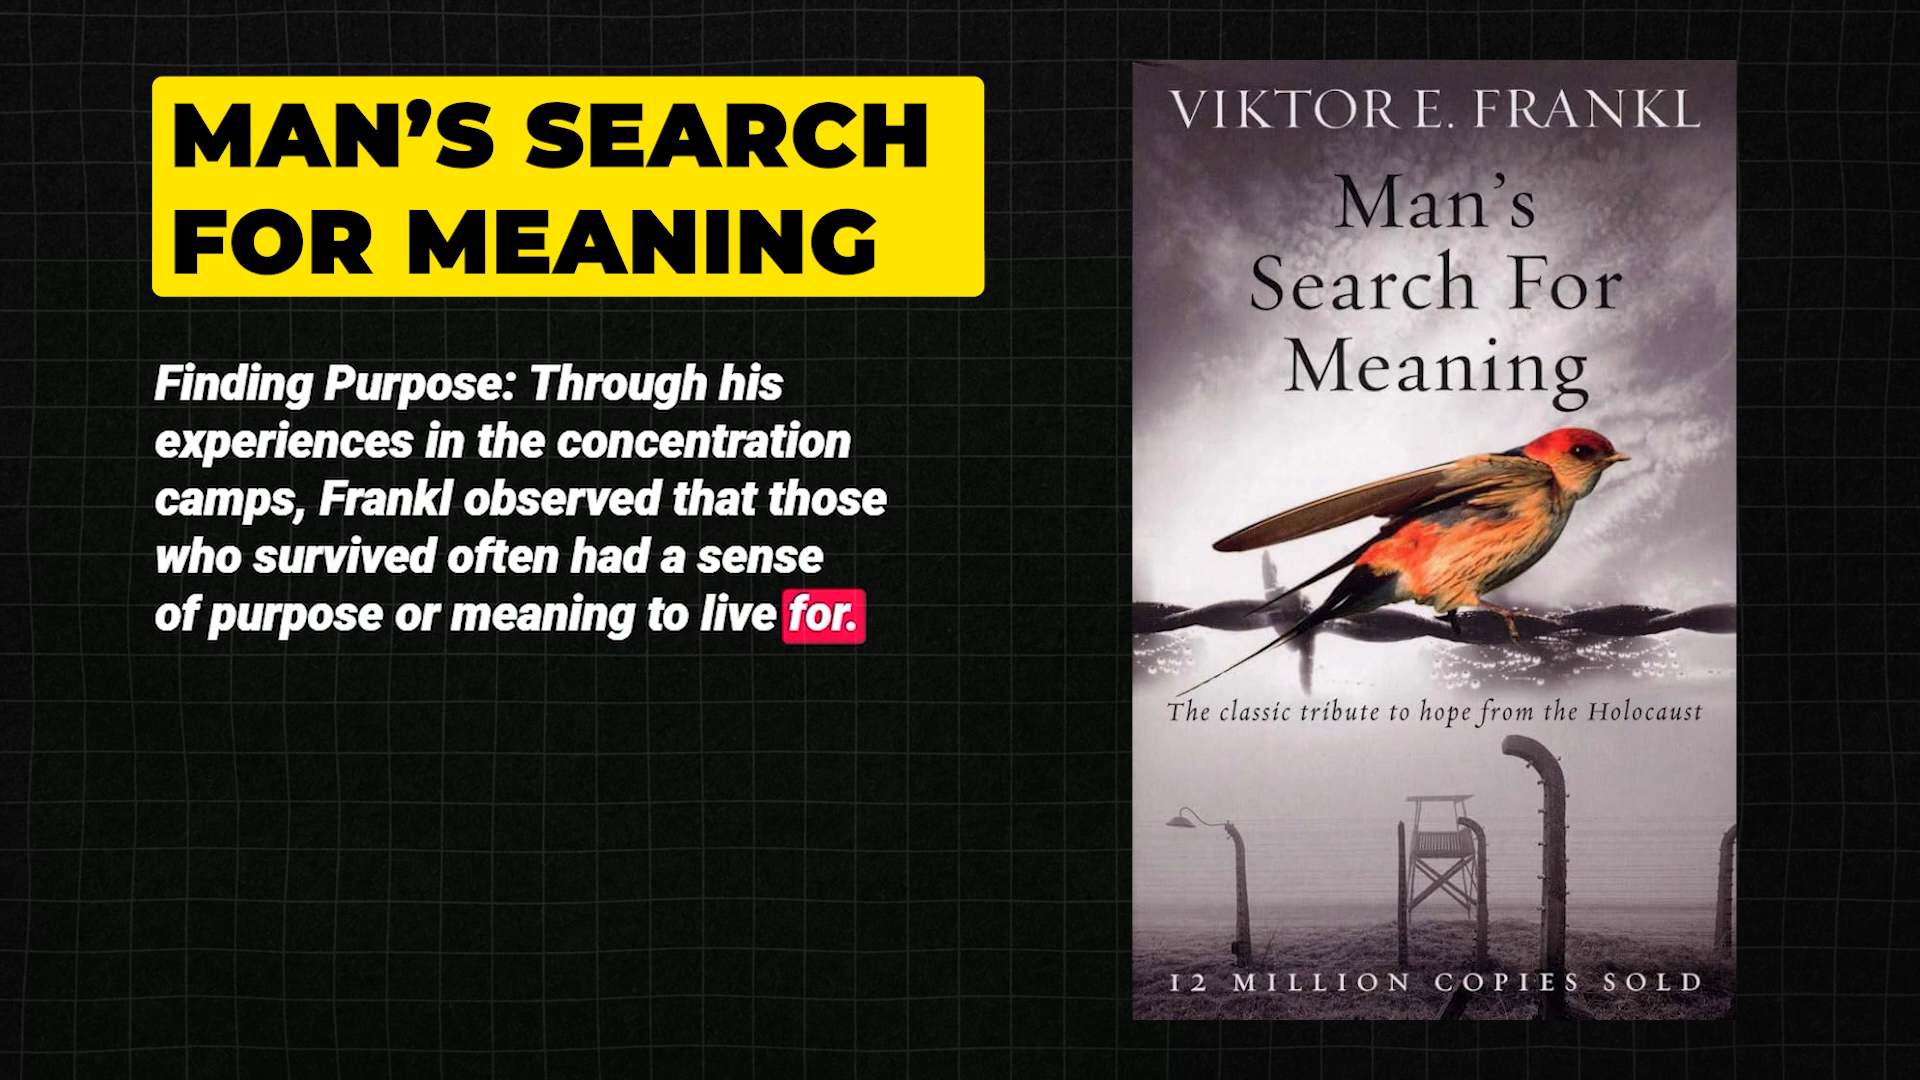 MAN’S SEARCH
FOR MEANING
Finding Purpose: Through his
experiences in the concentration
camps, Frankl observed that those
who survived often had a sense
of purpose or meaning to live for.
VIKTOR E. FRANKL
Man’s
Search For
Meaning
The classic tribute to hope from the Holocaust
12 MILLION COPIES SOLD